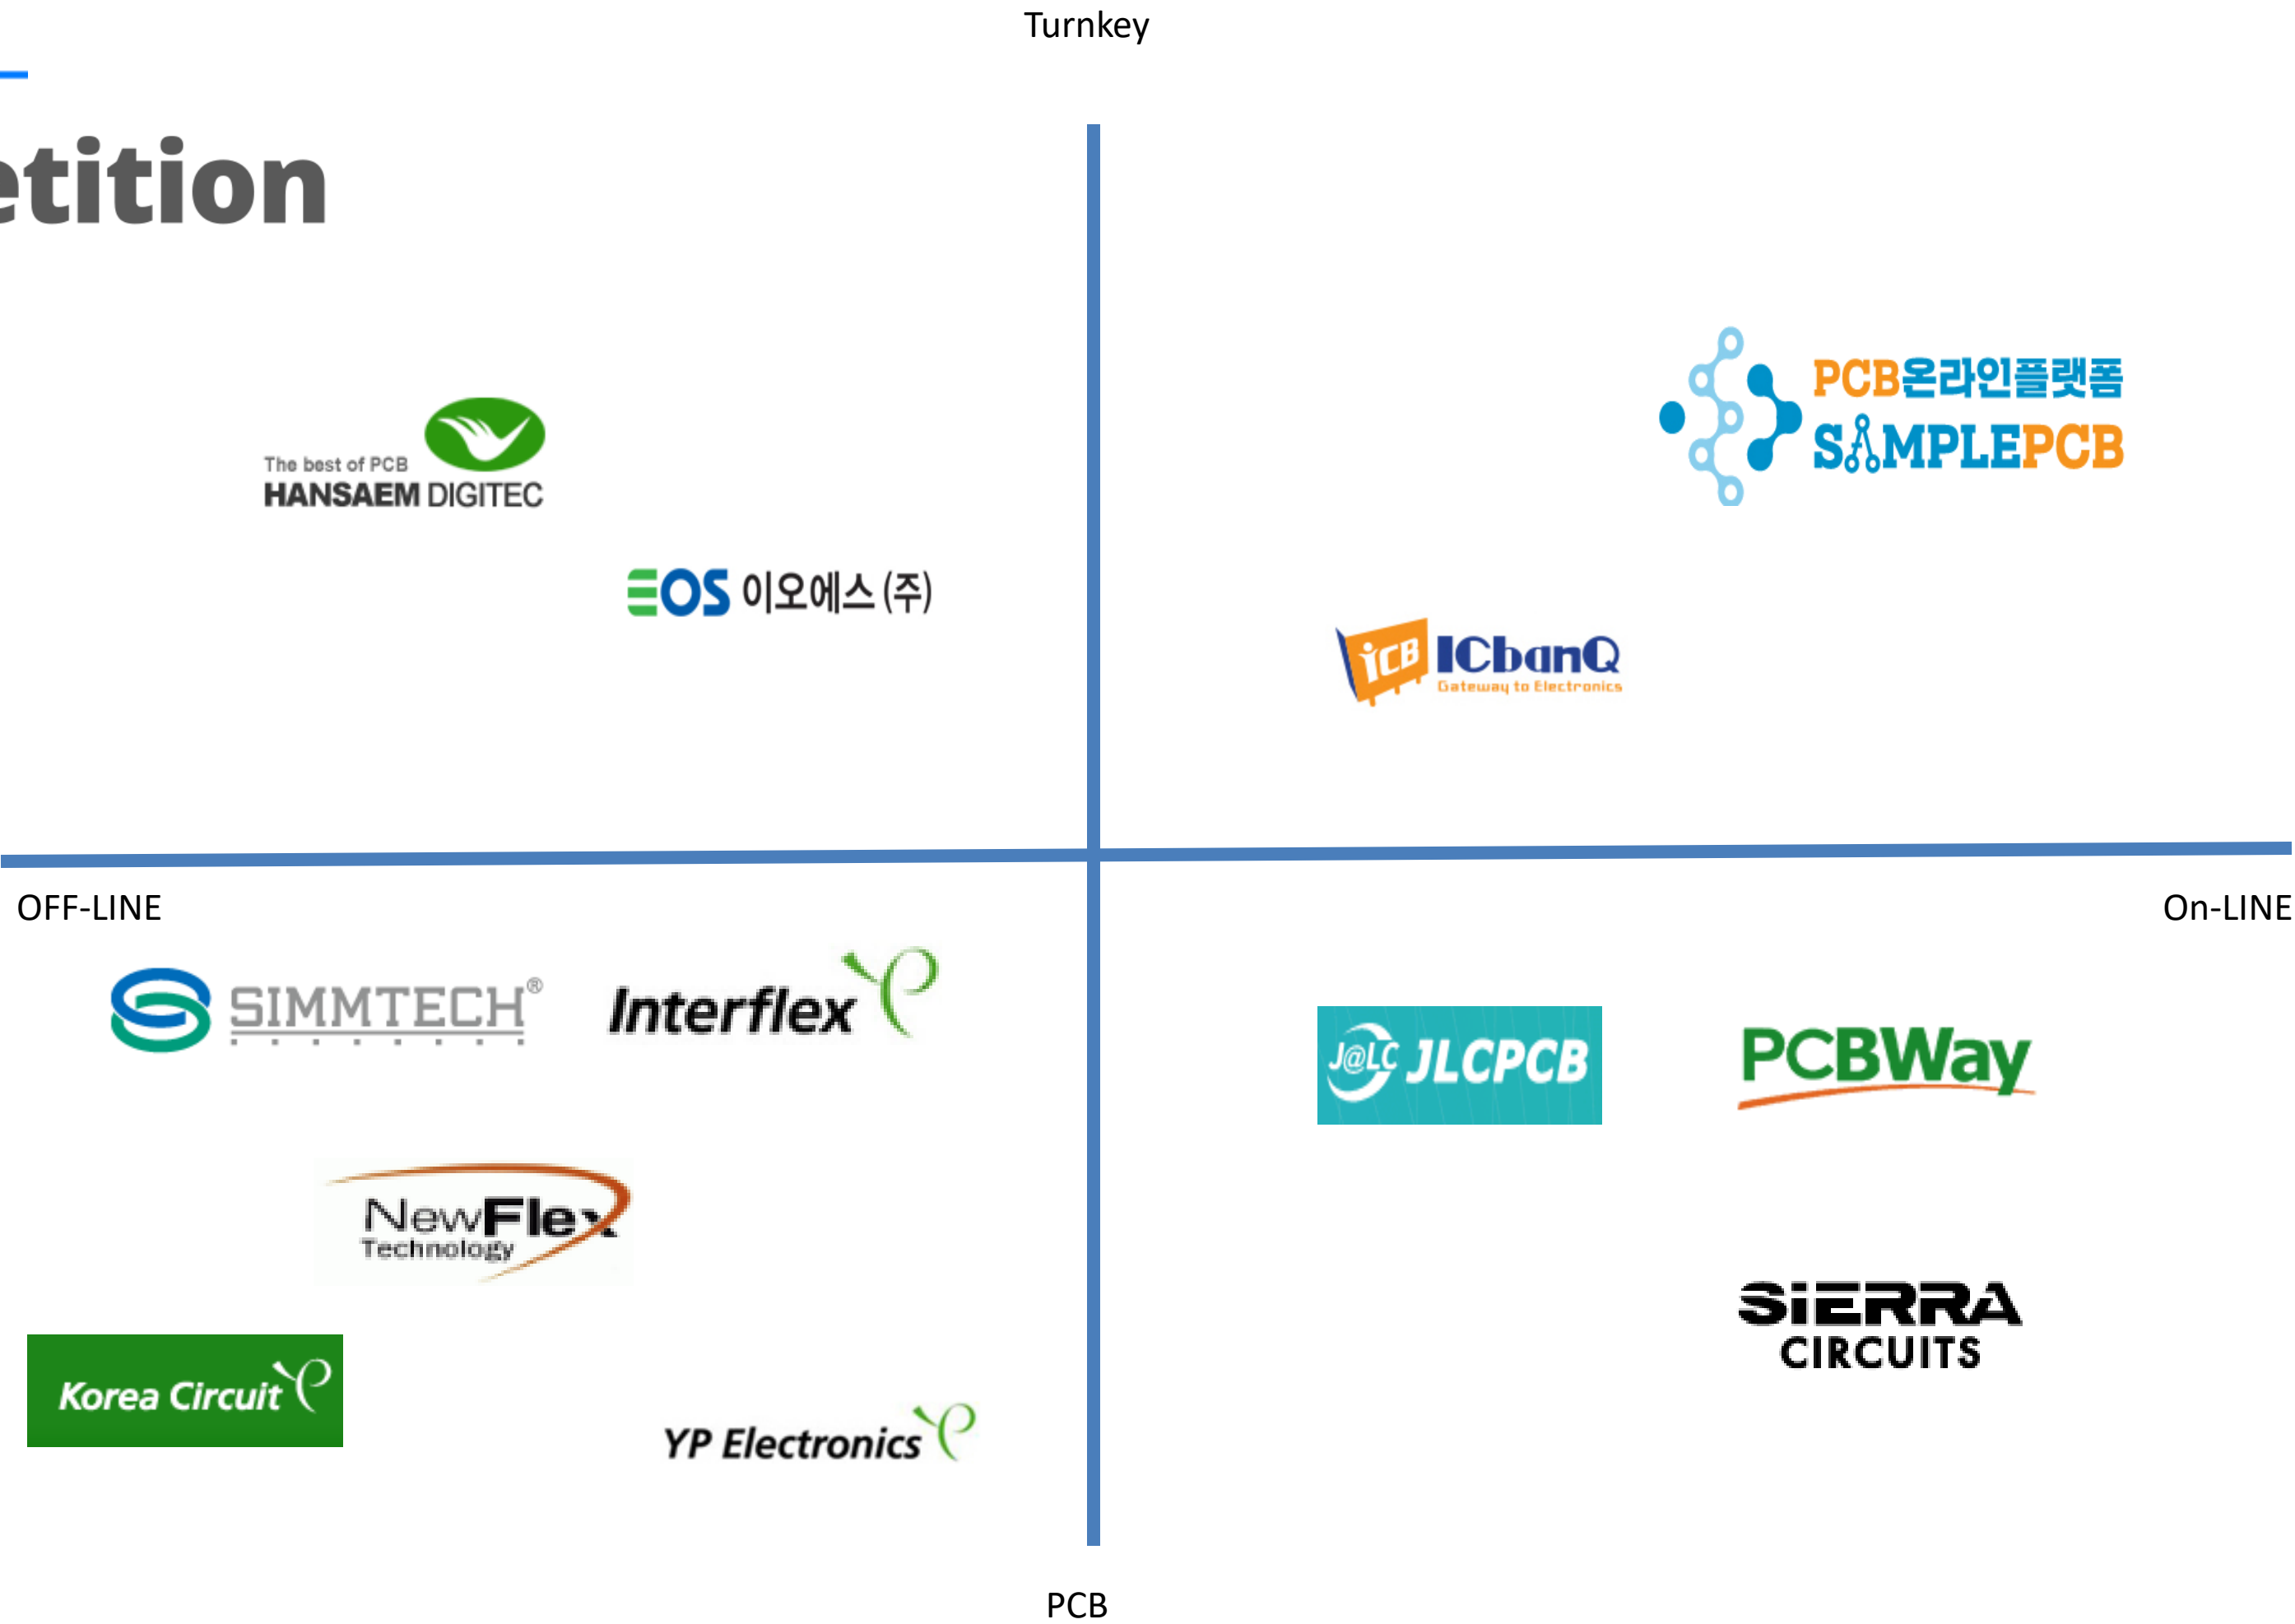 Turnkey
etition
The best of PCB
HANSAEM DIGITEC
PCB온라인플랫폼
SAMPLEPCB
EOS 이오에스(주)
iCB ICbanQ
Gateway to Electronics
OFF-LINE
On-LINE
SIMMTECH®
Interflex
J@LC JLCPCB
PCBWay
NewFlex
Technology
SiERRA
CIRCUITS
Korea Circuit
YP Electronics
PCB